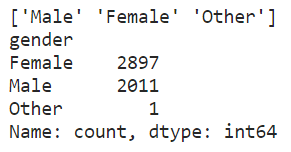 ['Male' 'Female' 'Other']
gender
Female    2897
Male      2011
Other        1
Name: count, dtype: int64